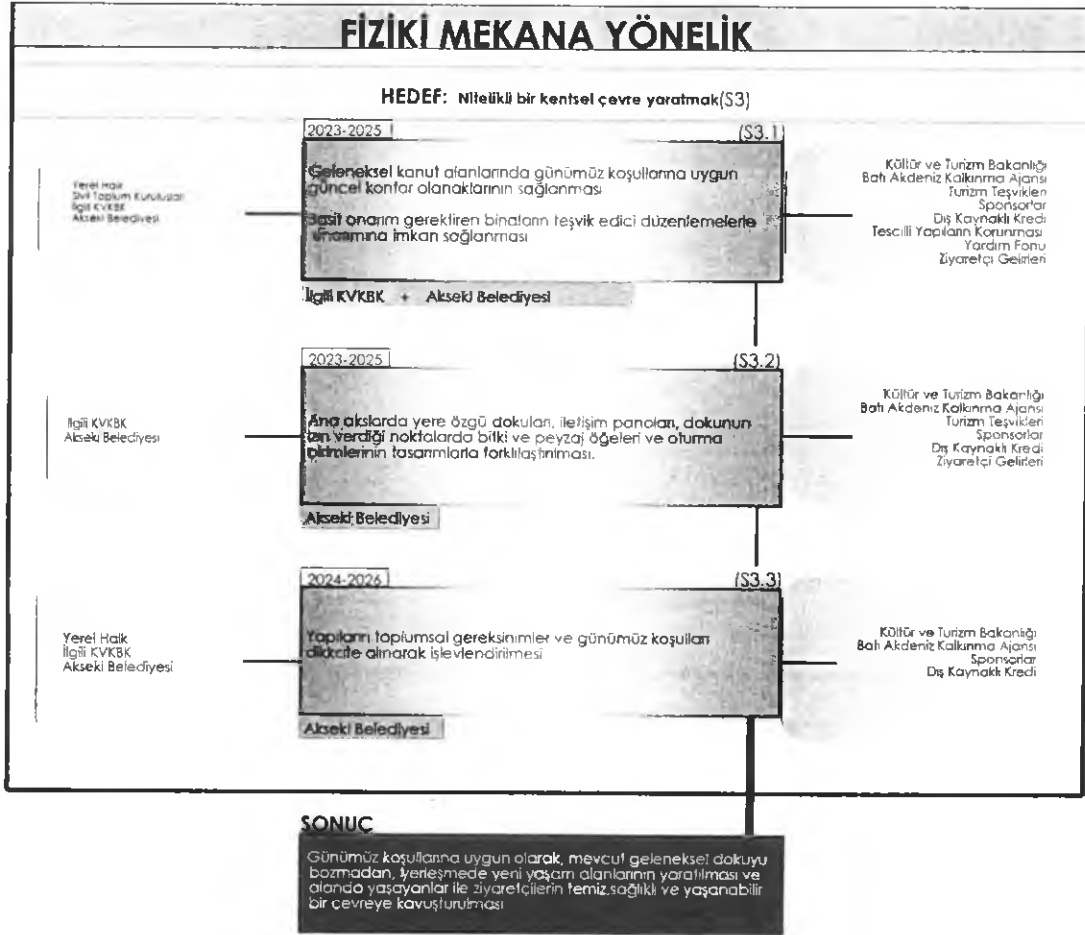 FİZİKİ MEKANA YÖNELİK
HEDEF: Nitelikli bir kentsel çevre yaratmak(S3)
2023-2025
(S3.1)
Yerel Halk
Sivil Toplum Kuruluşları
İlgili KVKBK
Akseki Belediyesi
Geleneksel konut alanlarında günümüz koşullarına uygun
güncel konfor olanaklarının sağlanması
Basit onarım gerektiren binaların teşvik edici düzenlemelerle
onarımına imkan sağlanması
Kültür ve Turizm Bakanlığı
Batı Akdeniz Kalkınma Ajansı
Turizm Teşvikleri
Sponsorlar
Dış Kaynaklı Kredi
Tescilli Yapıların Korunması
Yardım Fonu
Ziyaretçi Gelirleri
İlgili KVKBK + Akseki Belediyesi
2023-2025
(S3.2)
İlgili KVKBK
Akseki Belediyesi
Ana akslarda yere özgü dokuları, iletişim panoları, dokunun
izin verdiği noktalarda bitki ve peyzaj öğeleri ve oturma
birimlerinin tasarımlarla farklılaştırılması.
Kültür ve Turizm Bakanlığı
Batı Akdeniz Kalkınma Ajansı
Turizm Teşvikleri
Sponsorlar
Dış Kaynaklı Kredi
Ziyaretçi Gelirleri
Akseki Belediyesi
2024-2026
(S3.3)
Yerel Halk
İlgili KVKBK
Akseki Belediyesi
Yapıların toplumsal gereksinimler ve günümüz koşulları
dikkate alınarak işlevlendirilmesi
Kültür ve Turizm Bakanlığı
Batı Akdeniz Kalkınma Ajansı
Sponsorlar
Dış Kaynaklı Kredi
Akseki Belediyesi
SONUC
Günümüz koşullarına uygun olarak, mevcut geleneksel dokuyu
bozmadan, yerleşmede yeni yaşam alanlarının yaratılması ve
alanda yaşayanlar ile ziyaretçilerin temiz,sağlıklı ve yaşanabilir
bir çevreye kavuşturulması